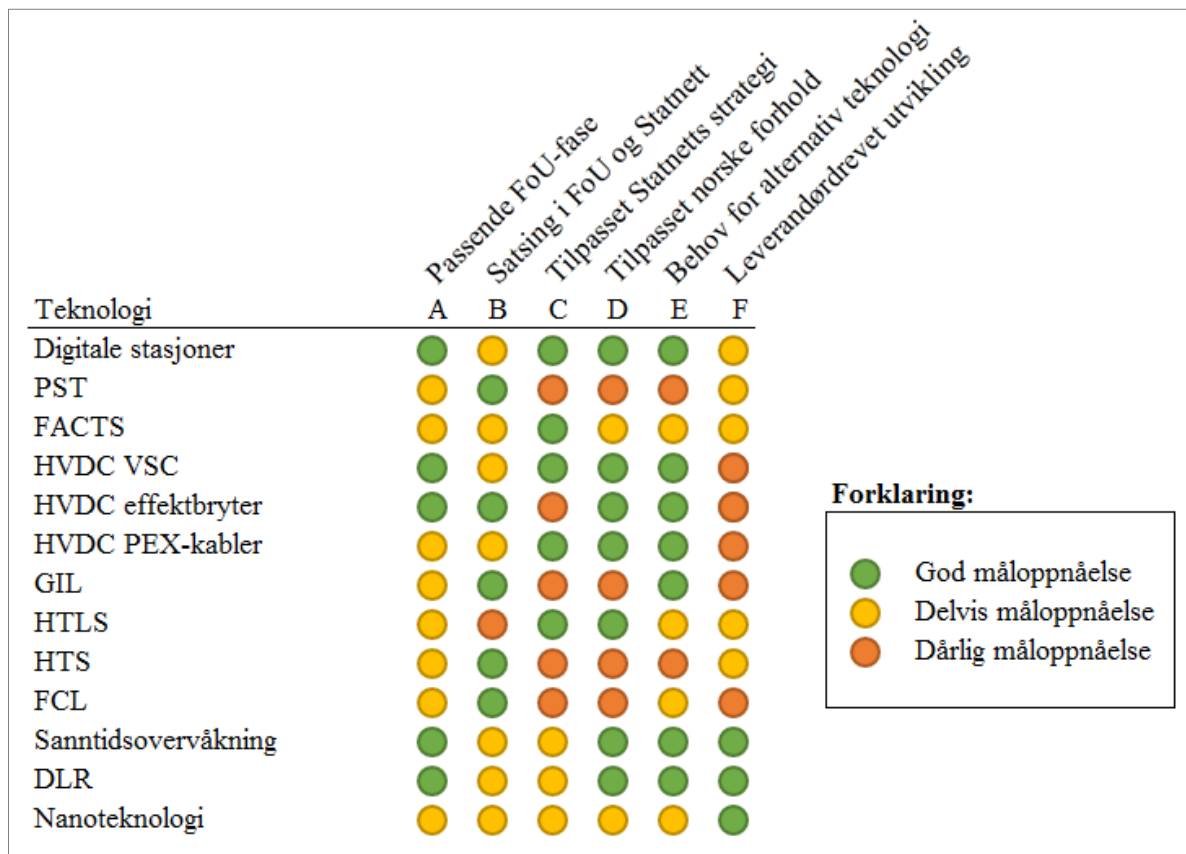 Passende FoU-fase
Satsing i FoU og Statnett
Tilpasset Statnetts strategi
Tilpasset norske forhold
Behov for alternativ teknologi
Leverandørdrevet utvikling
Teknologi A B C D E F
Digitale stasjoner
PST
FACTS
HVDC VSC
HVDC effektbryter
HVDC PEX-kabler
GIL
HTLS
HTS
FCL
Sanntidsovervåkning
DLR
Nanoteknologi
Forklaring:
God måloppnåelse
Delvis måloppnåelse
Dårlig måloppnåelse